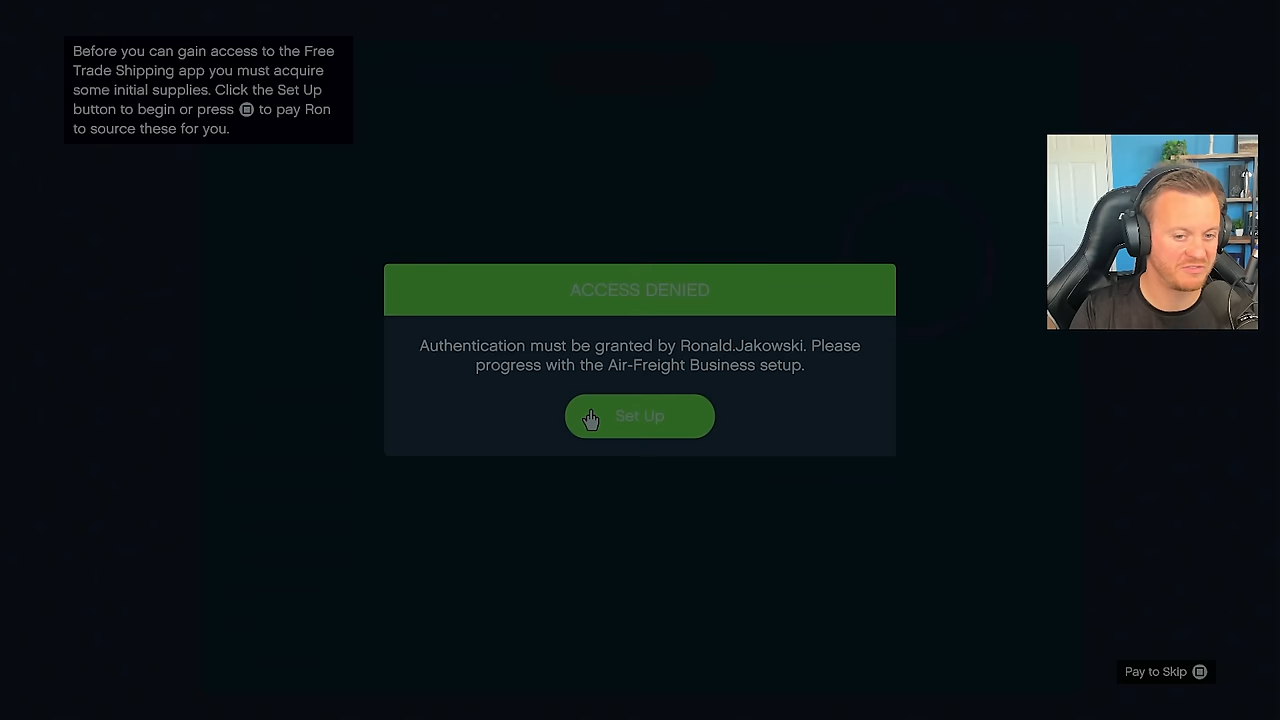 Before you can gain access to the Free
Trade Shipping app you must acquire
some initial supplies. Click the Set Up
button to begin or press to pay Ron
to source these for you.
ACCESS DENIED
Authentication must be granted by Ronald.Jakowski. Please
progress with the Air-Freight Business setup.
Set Up
Pay to Skip